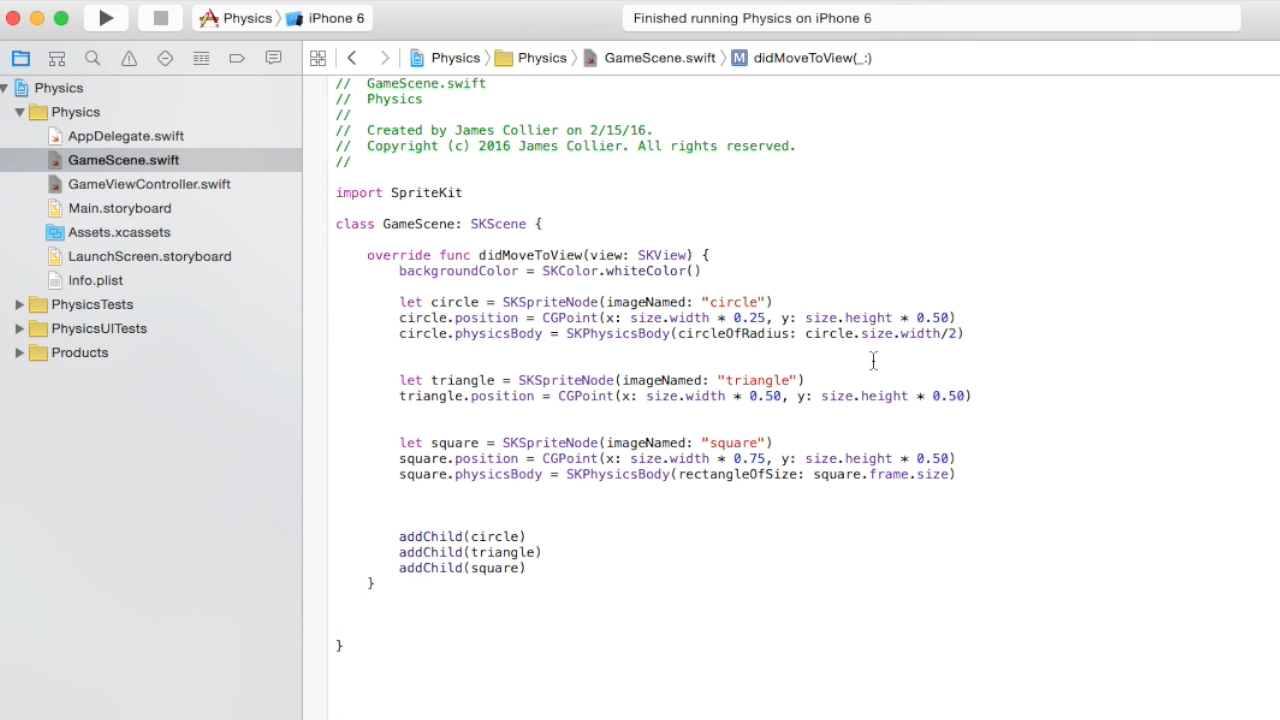 Physics
iPhone 6
Finished running Physics on iPhone 6
Physics
Physics
GameScene.swift
M
didMoveToView(_:)
Physics
Physics
AppDelegate.swift
GameScene.swift
GameViewController.swift
Main.storyboard
Assets.xcassets
LaunchScreen.storyboard
Info.plist
PhysicsTests
PhysicsUITests
Products
// GameScene.swift
// Physics
//
// Created by James Collier on 2/15/16.
// Copyright (c) 2016 James Collier. All rights reserved.
//
import SpriteKit
class GameScene: SKScene {
override func didMoveToView(view: SKView) {
backgroundColor = SKColor.whiteColor()
let circle = SKSpriteNode(imageNamed: "circle")
circle.position = CGPoint(x: size.width * 0.25, y: size.height * 0.50)
circle.physicsBody = SKPhysicsBody(circleOfRadius: circle.size.width/2)
let triangle = SKSpriteNode(imageNamed: "triangle")
triangle.position = CGPoint(x: size.width * 0.50, y: size.height * 0.50)
let square = SKSpriteNode(imageNamed: "square")
square.position = CGPoint(x: size.width * 0.75, y: size.height * 0.50)
square.physicsBody = SKPhysicsBody(rectangleOfSize: square.frame.size)
addChild(circle)
addChild(triangle)
addChild(square)
}
}